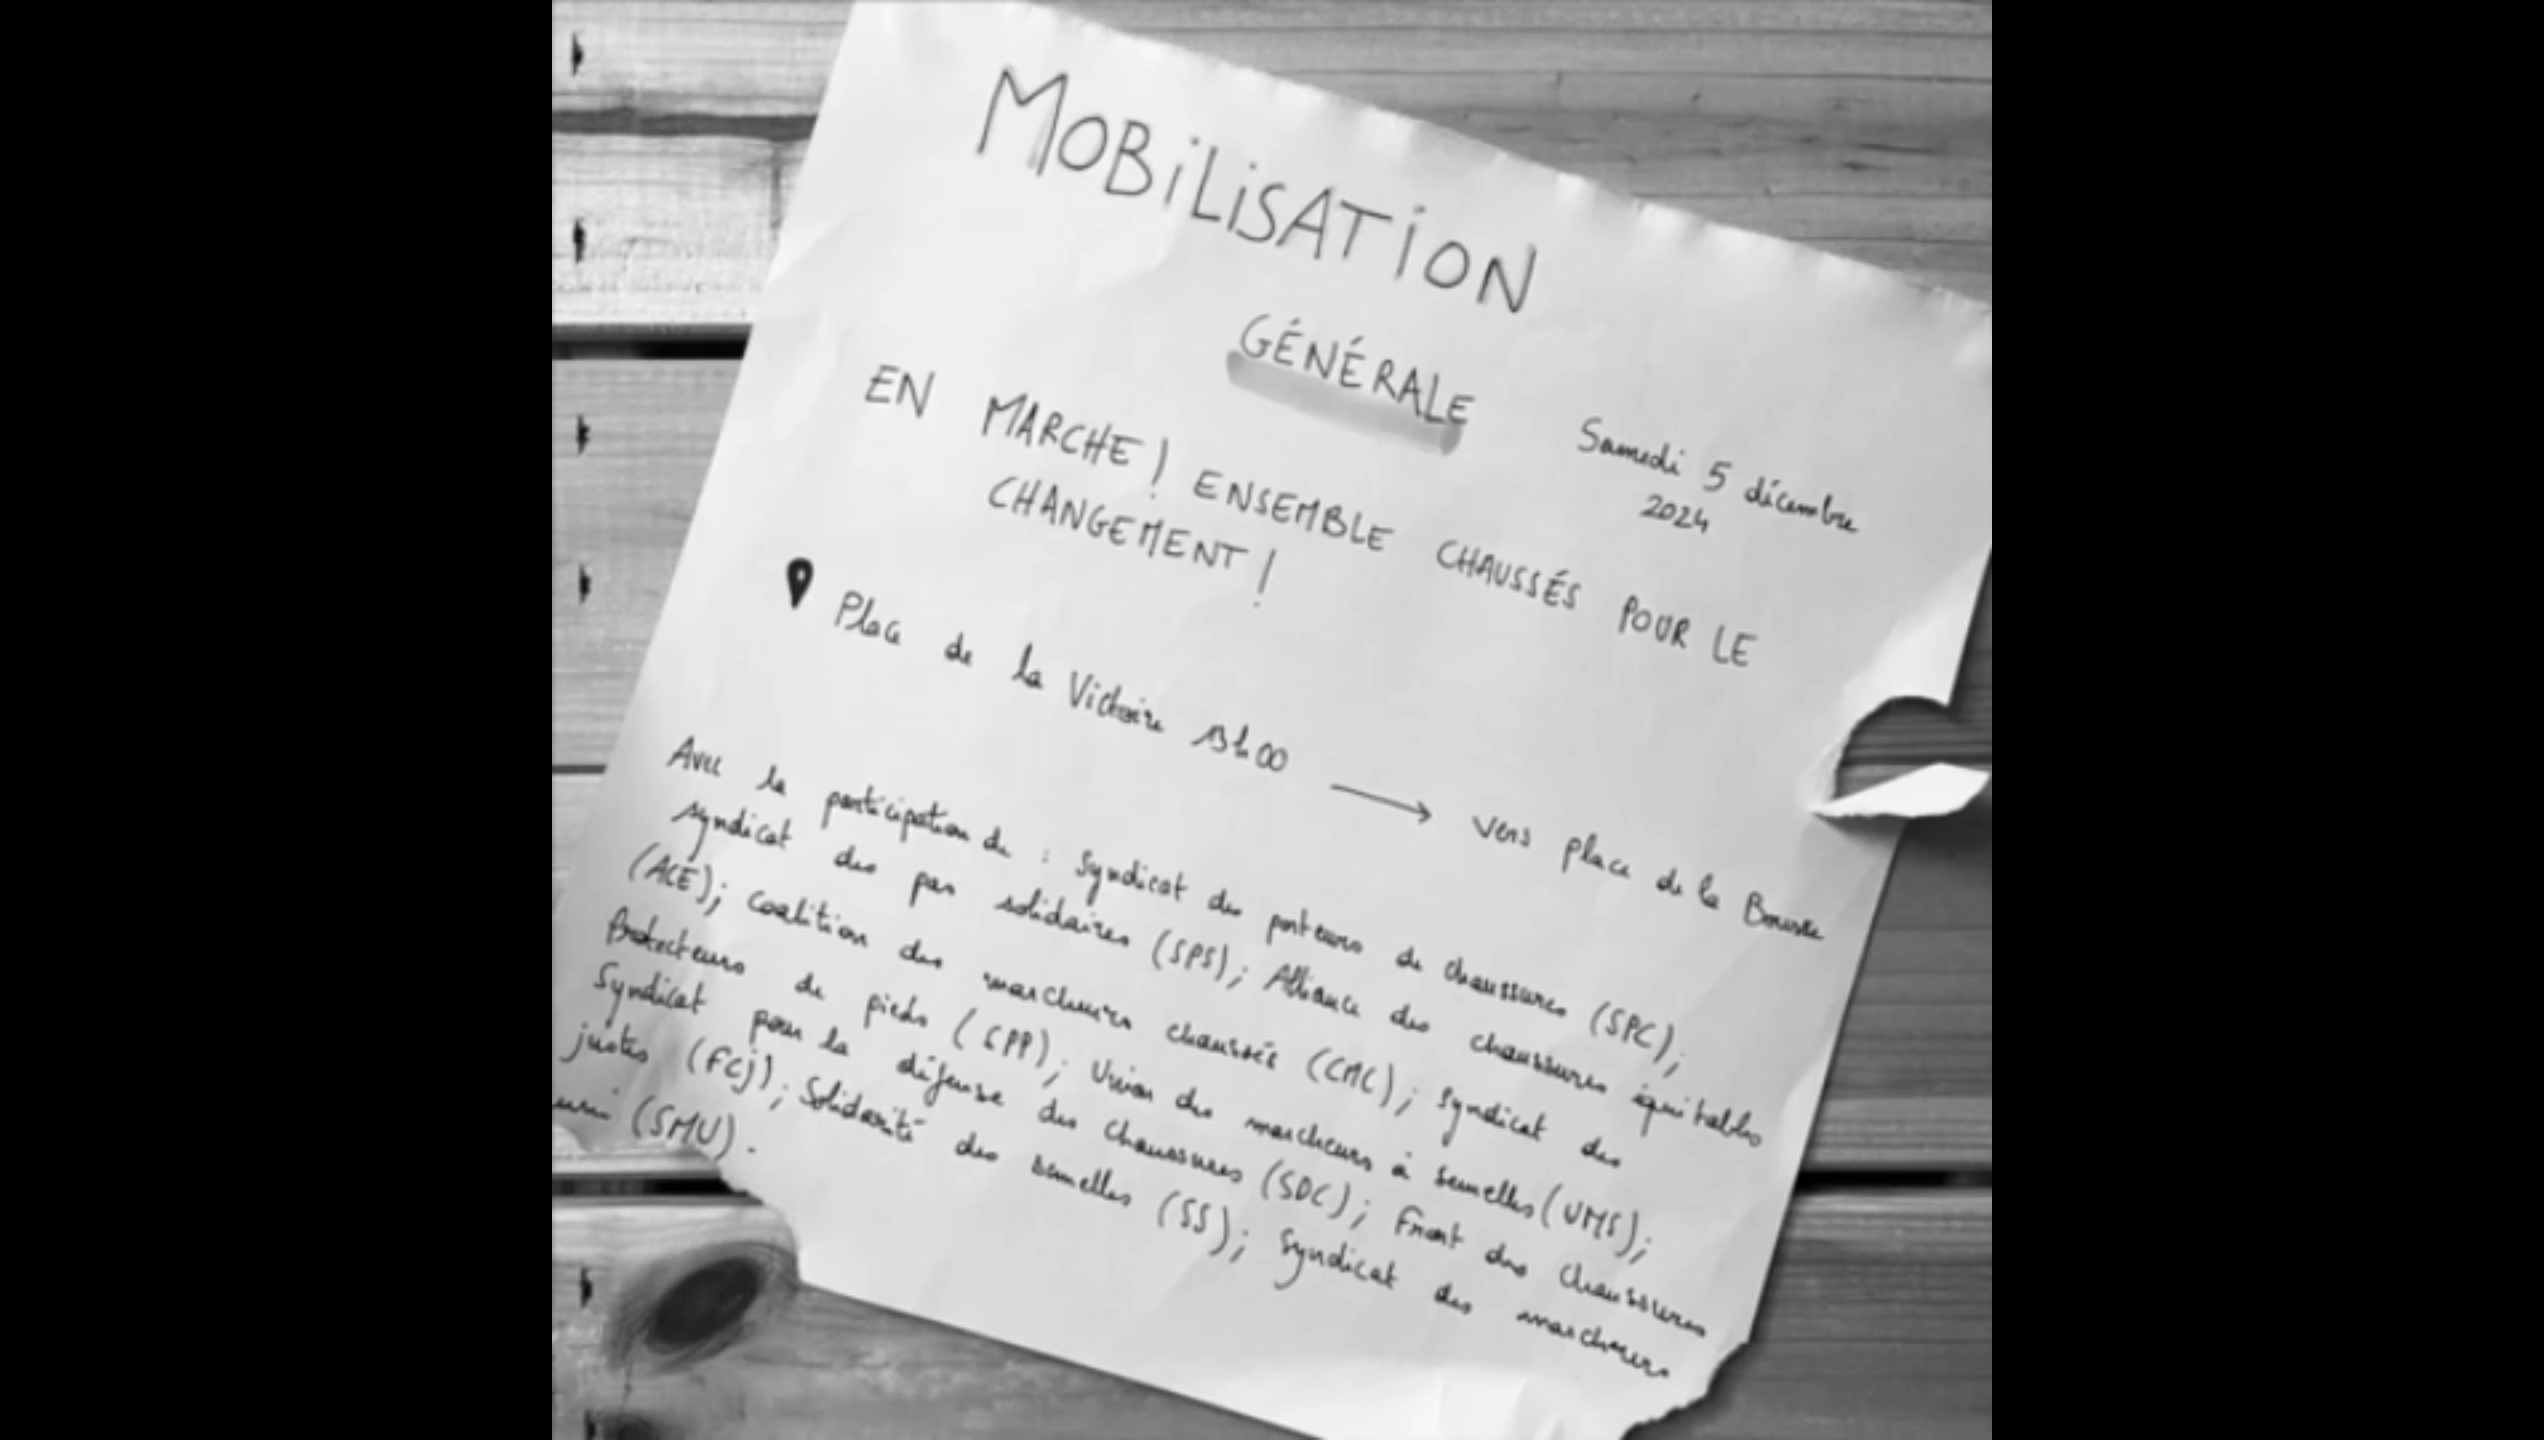 MOBILISATION
GÉNÉRALE
Samedi 5 décembre
2024
EN MARCHE ! ENSEMBLE CHAUSSÉS POUR LE
CHANGEMENT !
Place de la Victoire 13h00 → vers place de la Bourse
Avec la participation de : Syndicat des porteurs de chaussures (SPC);
Syndicat des pas solidaires (SPS); Alliance des chaussures équitables
(ACE); Coalition des marcheurs chaussés (CMC); Syndicat des
Protecteurs de pieds (SPP); Union des marcheurs à semelles (UMS);
Syndicat pour la défense des chaussures (SDC); Front des chaussures
justes (FCj); Solidarité des semelles (SS); Syndicat des marcheurs
(SMU).